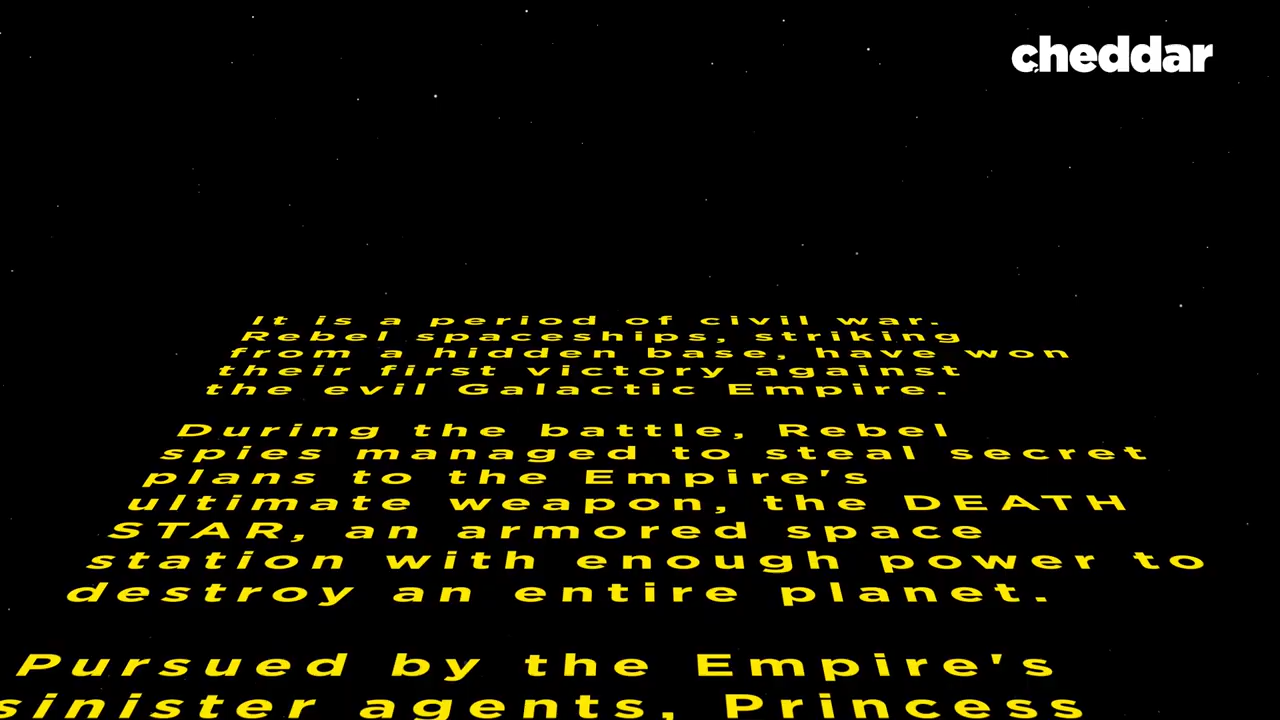 cheddar
It is a period of civil war.
Rebel spaceships, striking
from a hidden base, have won
their first victory against
the evil Galactic Empire.
During the battle, Rebel
spies managed to steal secret
plans to the Empire's
ultimate weapon, the DEATH
STAR, an armored space
station with enough power to
destroy an entire planet.
Pursued by the Empire's
sinister agents, Princess